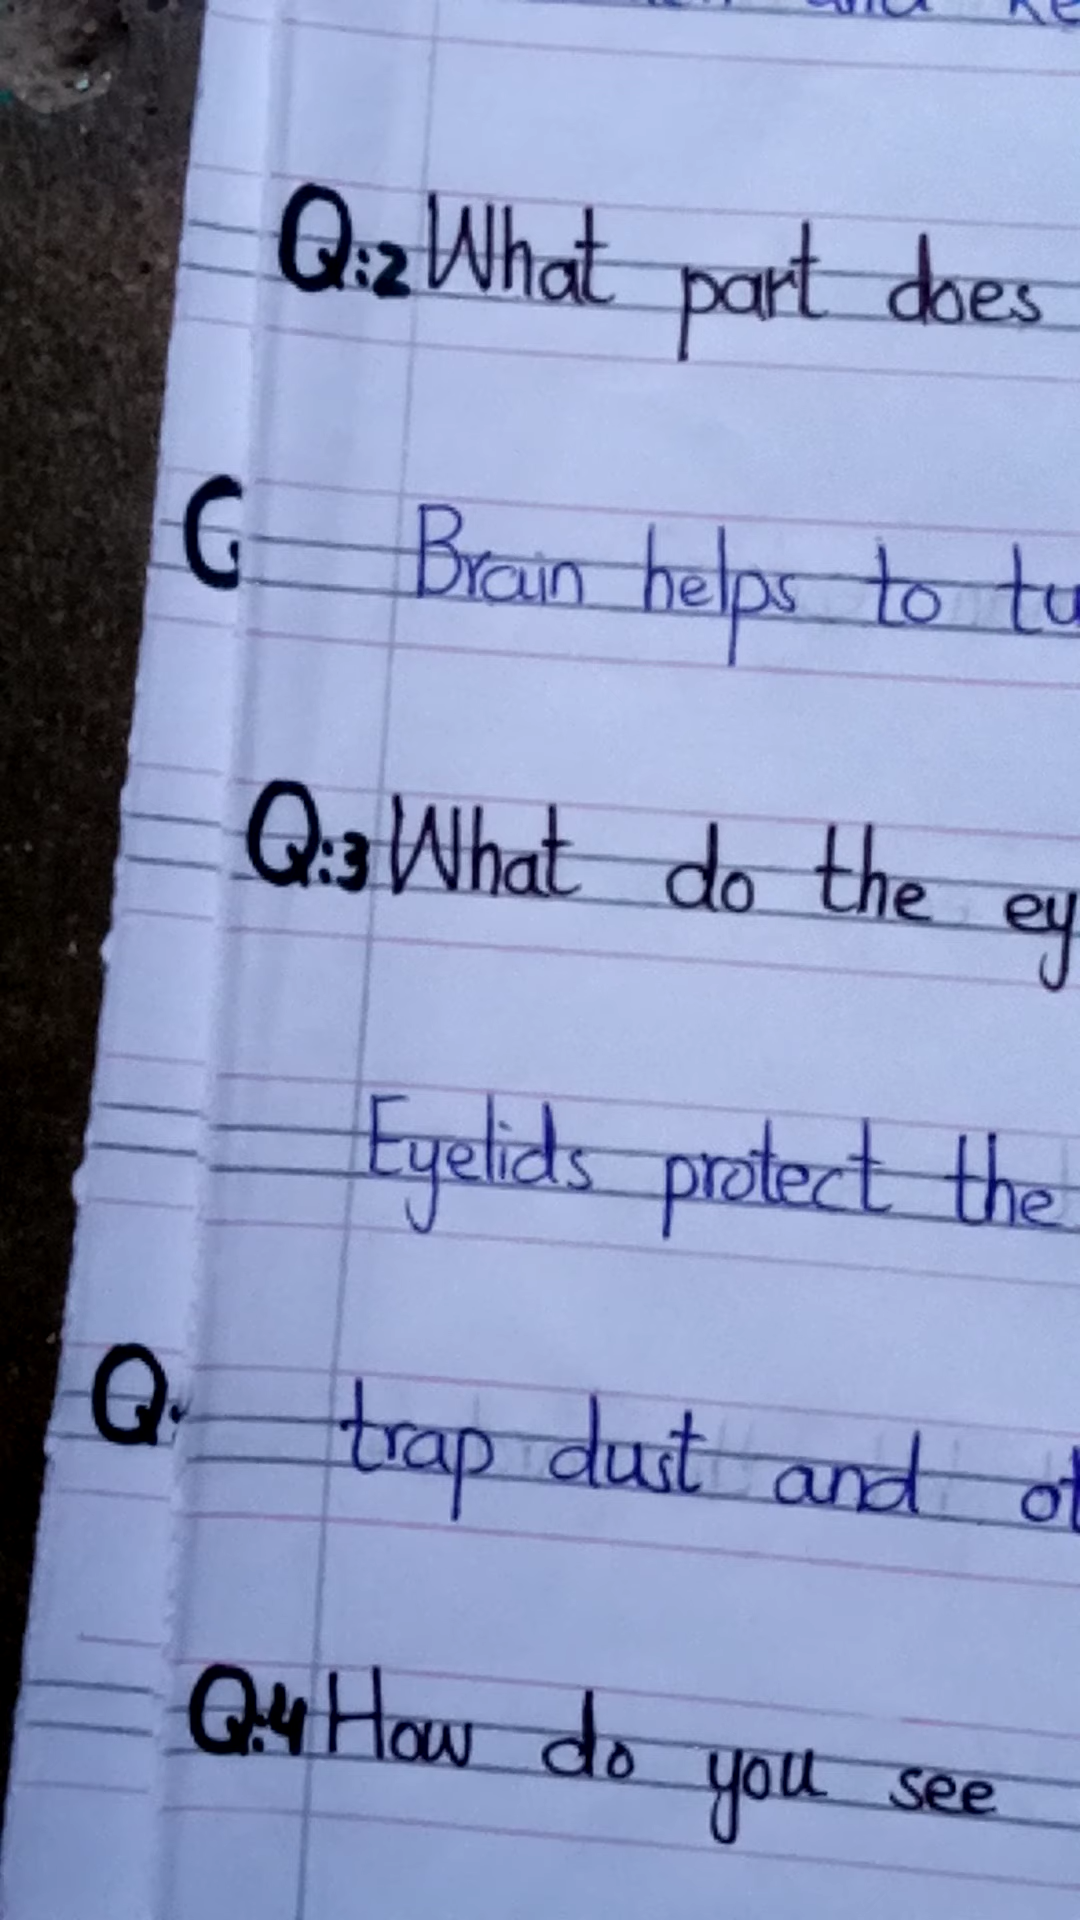 and
Q:2 What part does
Brain helps to
Q:3 What do the
Eyelids protect the
Q.
trap dust and
Q:4 How do you see